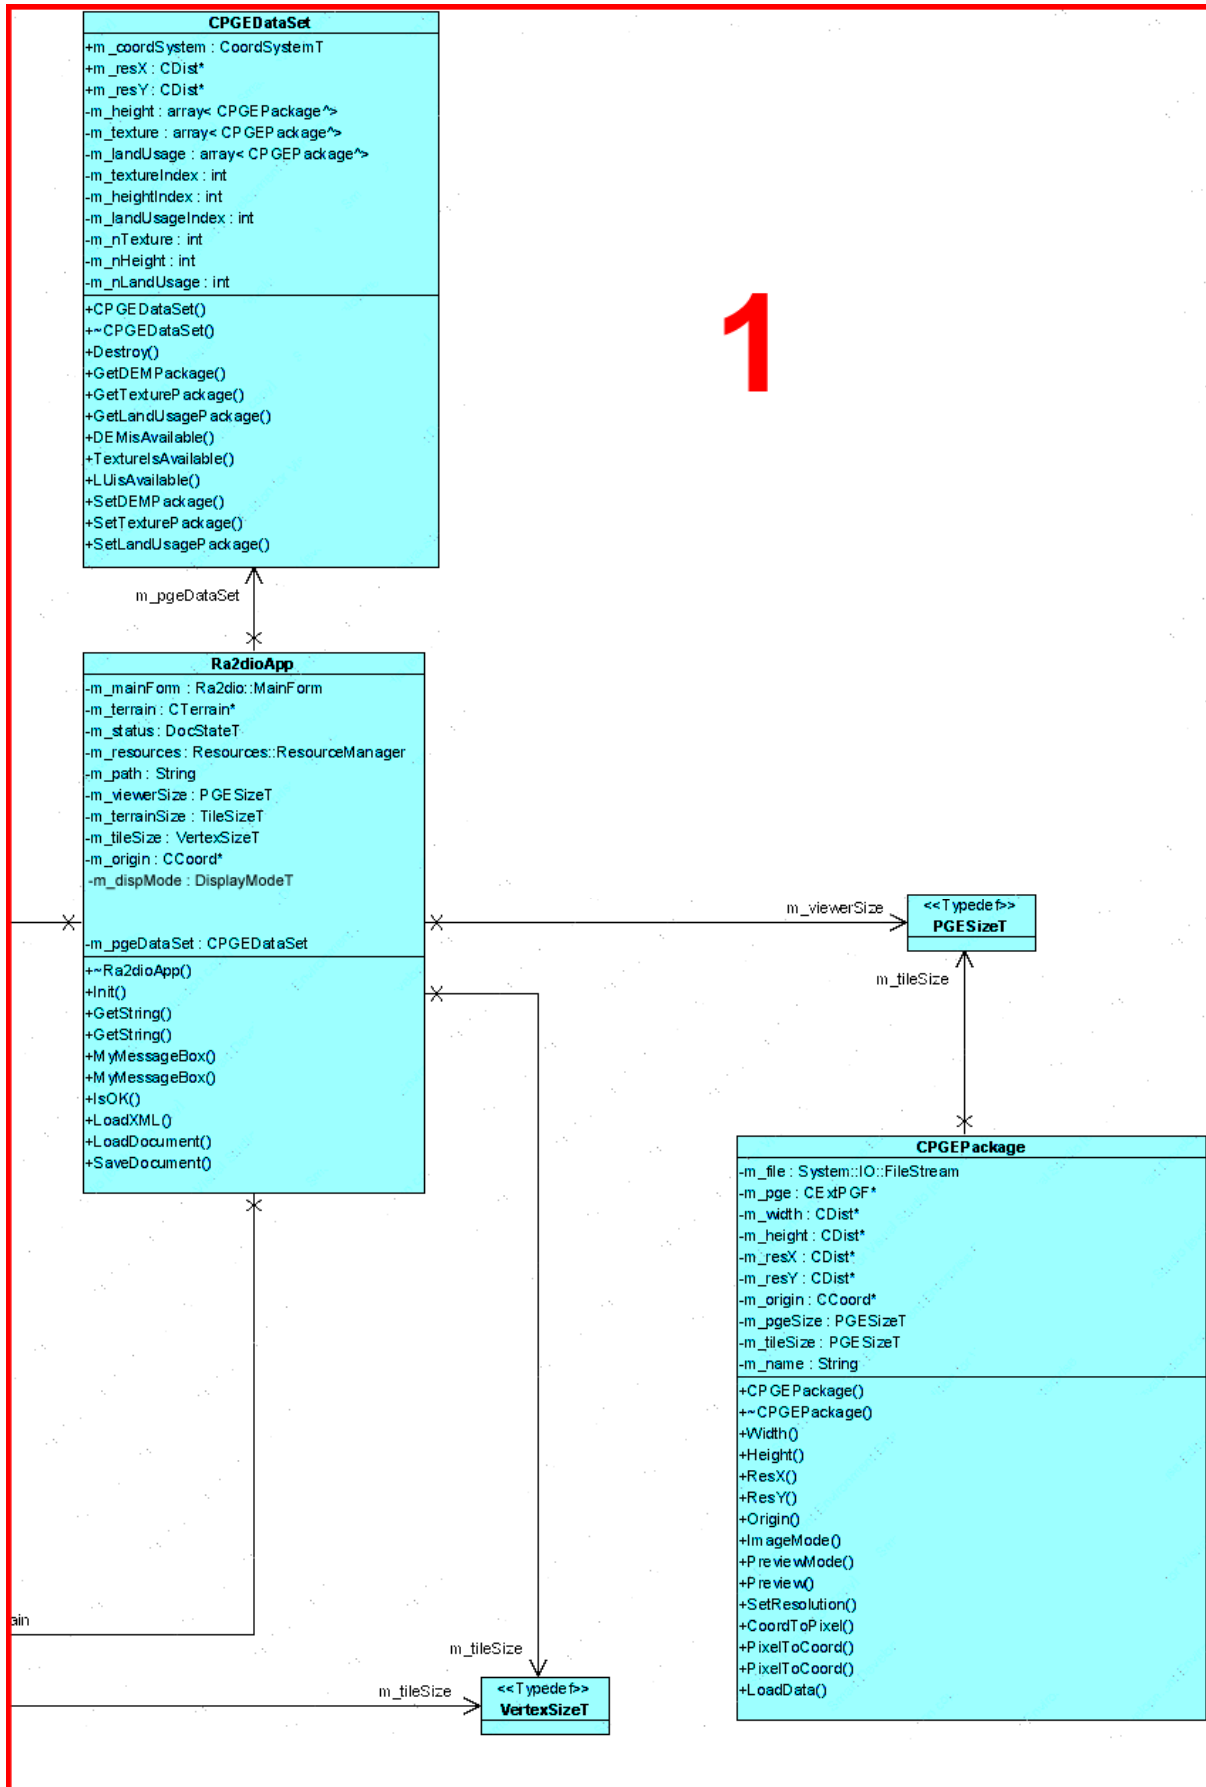 CPGEDataSet
+m_coordSystem : CoordSystemT
+m_resX : CDist*
+m_resY : CDist*
-m_height : array< CPGEPackage^>
-m_texture : array< CPGEPackage^>
-m_landUsage : array< CPGEPackage^>
-m_textureIndex : int
-m_heightIndex : int
-m_landUsageIndex : int
-m_nTexture : int
-m_nHeight : int
-m_nLandUsage : int
+CPGEDataSet()
+~CPGEDataSet()
+Destroy()
+GetDEMPackage()
+GetTexturePackage()
+GetLandUsagePackage()
+DEMisAvailable()
+TextureIsAvailable()
+LUisAvailable()
+SetDEMPackage()
+SetTexturePackage()
+SetLandUsagePackage()
1
m_pgeDataSet
Ra2dioApp
-m_mainForm : Ra2dio::MainForm
-m_terrain : CTerrain*
-m_status : DocStateT
-m_resources : Resources::ResourceManager
-m_path : String
-m_viewerSize : PGESizeT
-m_terrainSize : TileSizeT
-m_tileSize : VertexSizeT
-m_origin : CCoord*
-m_dispMode : DisplayModeT
-m_pgeDataSet : CPGEDataSet
+~Ra2dioApp()
+Init()
+GetString()
+GetString()
+MyMessageBox()
+MyMessageBox()
+IsOK()
+LoadXML()
+LoadDocument()
+SaveDocument()
m_viewerSize
<<Typedef>>
PGESizeT
m_tileSize
CPGEPackage
-m_file : System::IO::FileStream
-m_pge : CExtPGF*
-m_width : CDist*
-m_height : CDist*
-m_resX : CDist*
-m_resY : CDist*
-m_origin : CCoord*
-m_pgeSize : PGESizeT
-m_tileSize : PGESizeT
-m_name : String
+CPGEPackage()
+~CPGEPackage()
+Width()
+Height()
+ResX()
+ResY()
+Origin()
+ImageMode()
+PreviewMode()
+Preview()
+SetResolution()
+CoordToPixel()
+PixelToCoord()
+PixelToCoord()
+LoadData()
ain
m_tileSize
m_tileSize
<<Typedef>>
VertexSizeT